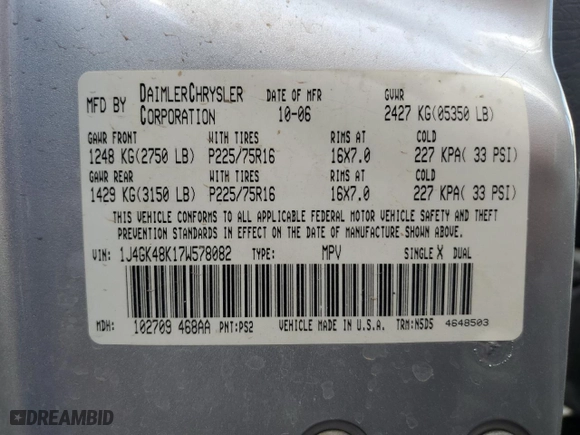 MFD BY DAIMLERCHRYSLER CORPORATION DATE OF MFR 10-06 GVWR 2427 KG(05350 LB)
GAWR FRONT WITH TIRES RIMS AT COLD
1248 KG(2750 LB) P225/75R16 16X7.0 227 KPA( 33 PSI)
GAWR REAR WITH TIRES RIMS AT COLD
1429 KG(3150 LB) P225/75R16 16X7.0 227 KPA( 33 PSI)
THIS VEHICLE CONFORMS TO ALL APPLICABLE FEDERAL MOTOR VEHICLE SAFETY AND THEFT
PREVENTION STANDARDS IN EFFECT ON THE DATE OF MANUFACTURE SHOWN ABOVE.
VIN: 1J4GK48K17W578082 TYPE: MPV SINGLE X DUAL
MDH: 102709 468AA PNT: PS2 VEHICLE MADE IN U.S.A. TRM: N5D5 4648503
DREAMBID